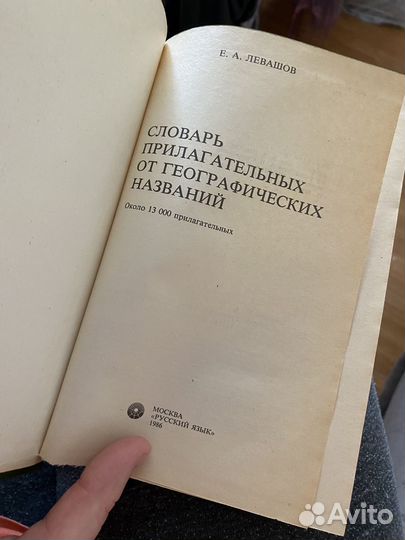 Е. А. ЛЕВАШОВ
СЛОВАРЬ
ПРИЛАГАТЕЛЬНЫХ
ОТ ГЕОГРАФИЧЕСКИХ
НАЗВАНИЙ
Около 13 000 прилагательных
МОСКВА
«РУССКИЙ ЯЗЫК»
1986
Avito